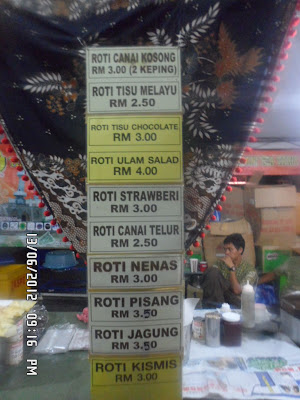 ROTI CANAI KOSONG
RM 3.00 (2 KEPING)
ROTI TISU MELAYU
RM 2.50
ROTI TISU CHOCOLATE
RM 3.00
ROTI ULAM SALAD
RM 4.00
ROTI STRAWBERI
RM 3.00
ROTI CANAI TELUR
RM 2.50
ROTI NENAS
RM 3.00
ROTI PISANG
RM 3.50
ROTI JAGUNG
RM 3.50
ROTI KISMIS
RM 3.00
13/06/2012 09:16 PM